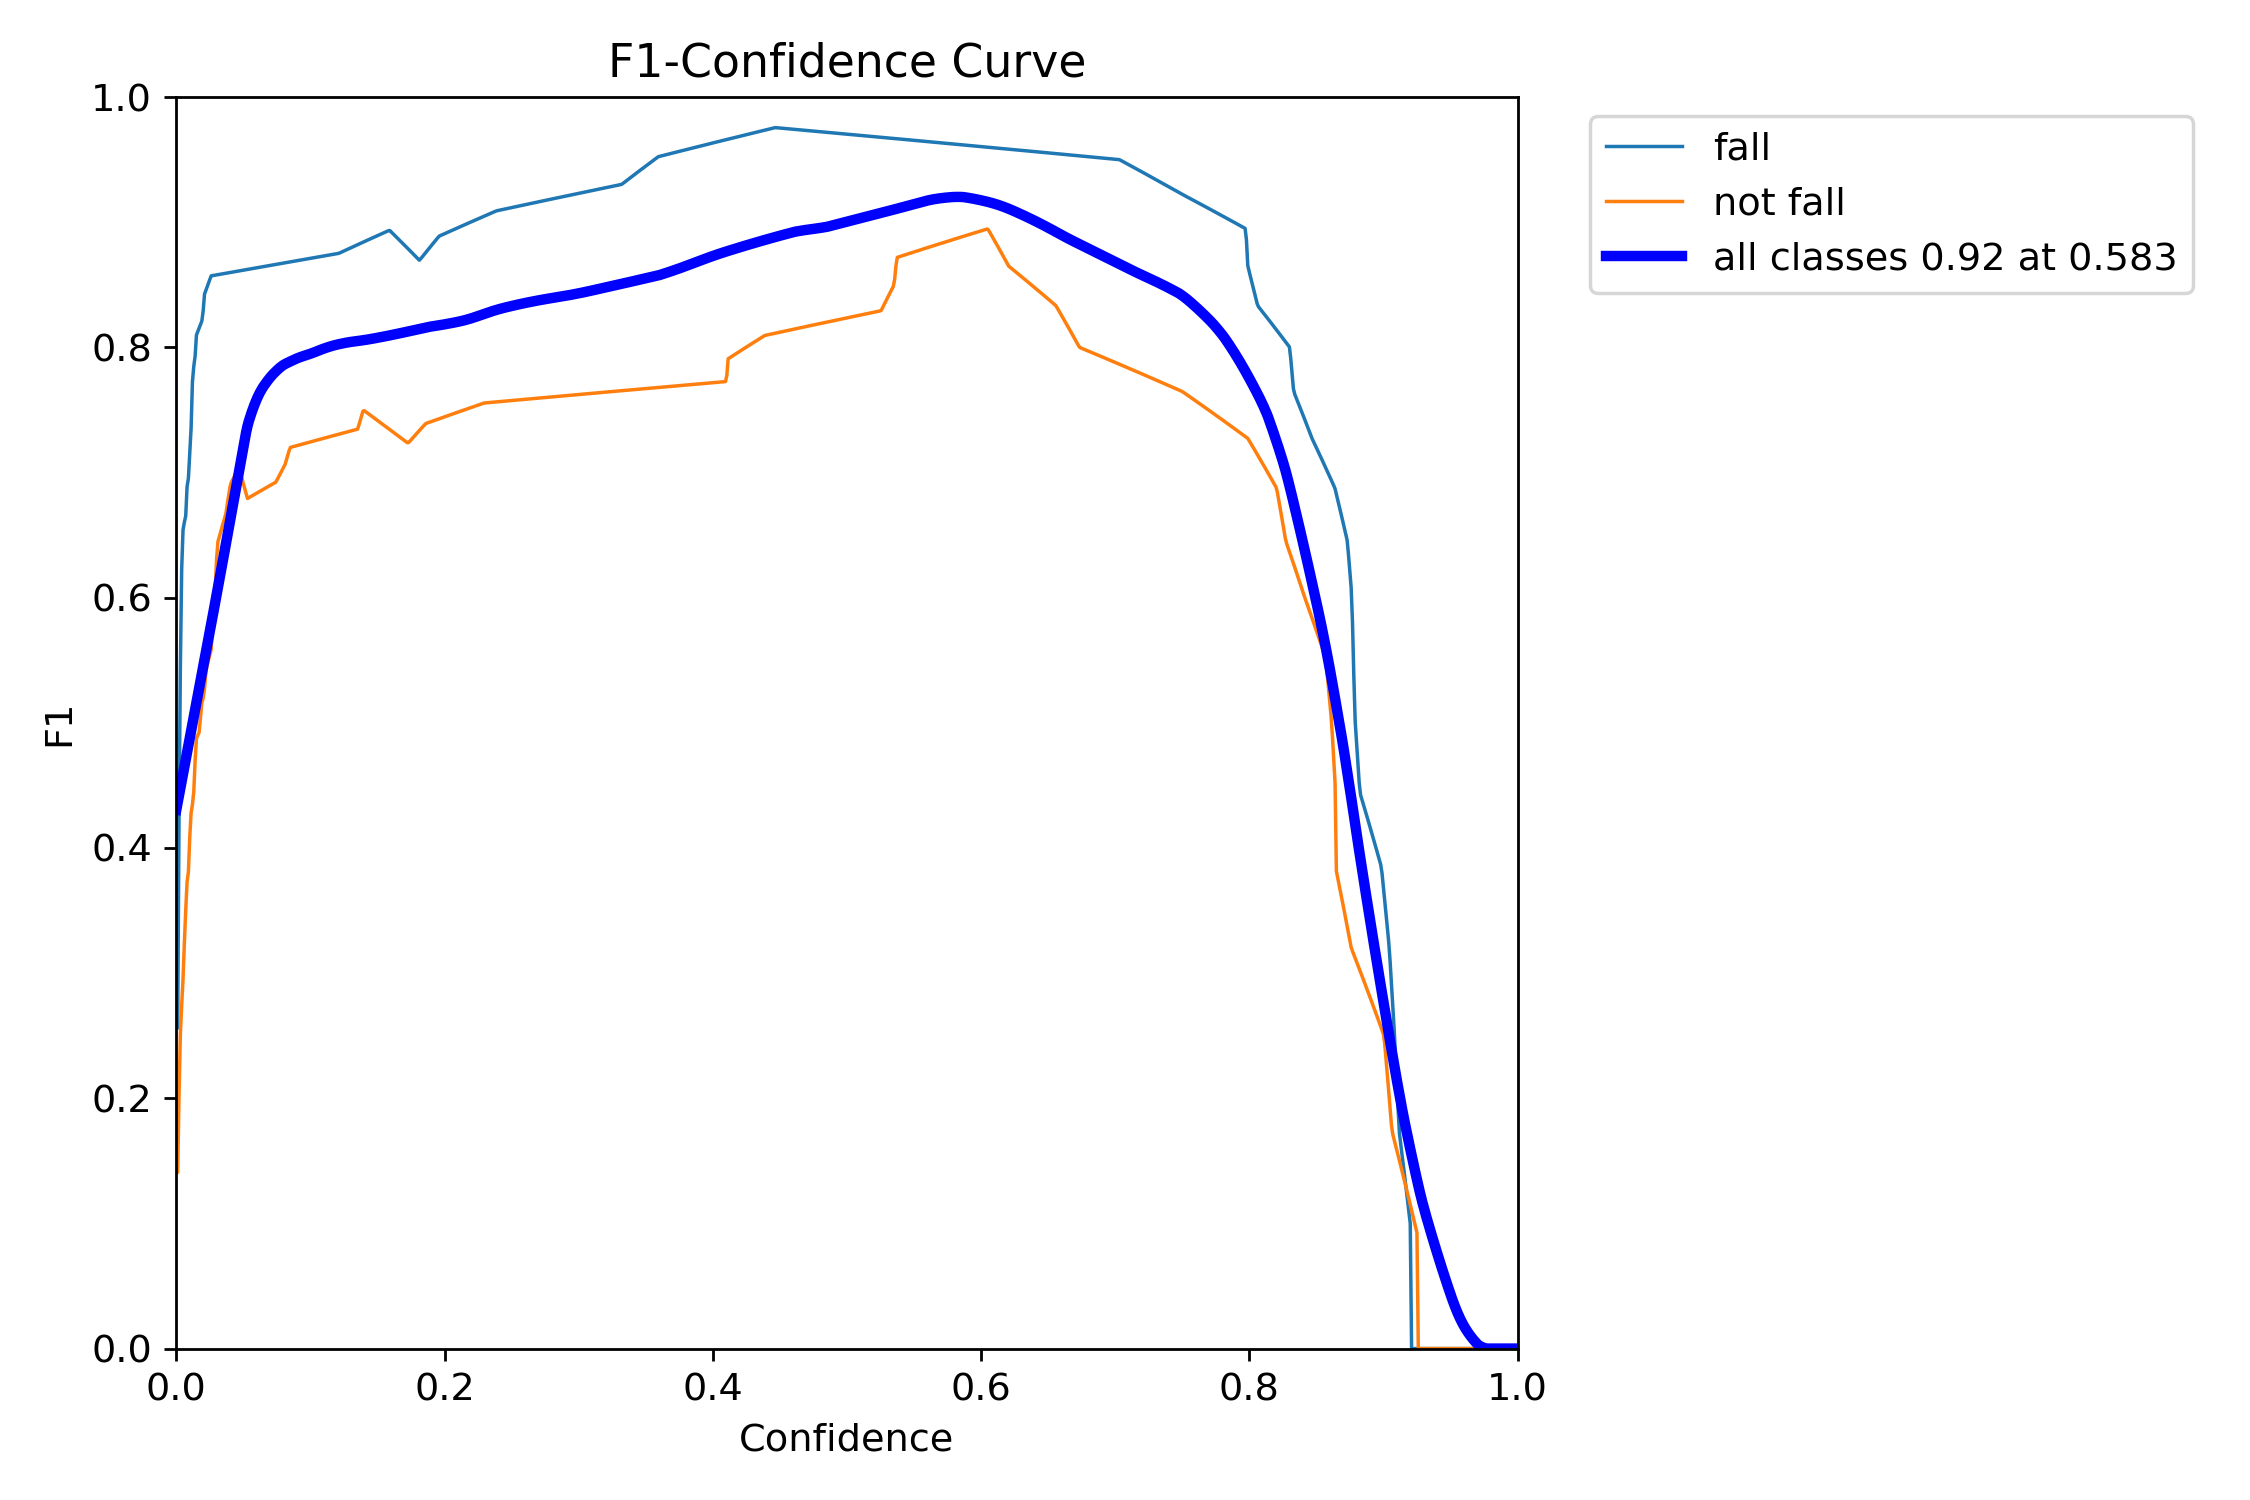 F1-Confidence Curve
1.0
0.8
0.6
0.4
0.2
0.0
F1
0.0 0.2 0.4 0.6 0.8 1.0
Confidence
fall
not fall
all classes 0.92 at 0.583